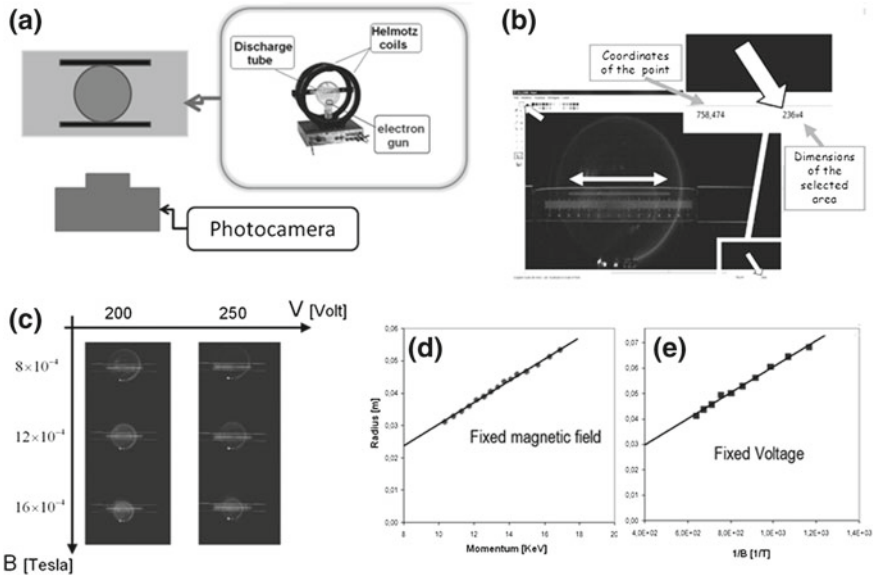 (a)
Discharge
tube
Helmotz
coils
electron
gun
Photocamera
(b)
Coordinates
of the point
758,474
236x4
Dimensions
of the
selected
area
(c)
200
250
V [Volt]
8×10⁻⁴
12×10⁻⁴
16×10⁻⁴
B [Tesla]
(d)
Radius [m]
0,06
0,05
0,04
0,03
0,02
0,01
0,00
8
10
12
14
16
18
20
Momentum [KeV]
Fixed magnetic field
(e)
0,07
0,06
0,05
0,04
0,03
0,02
0,01
0,00
4,0E+02
6,0E+02
8,0E+02
1,0E+03
1,2E+03
1,4E+03
1/B [1/T]
Fixed Voltage